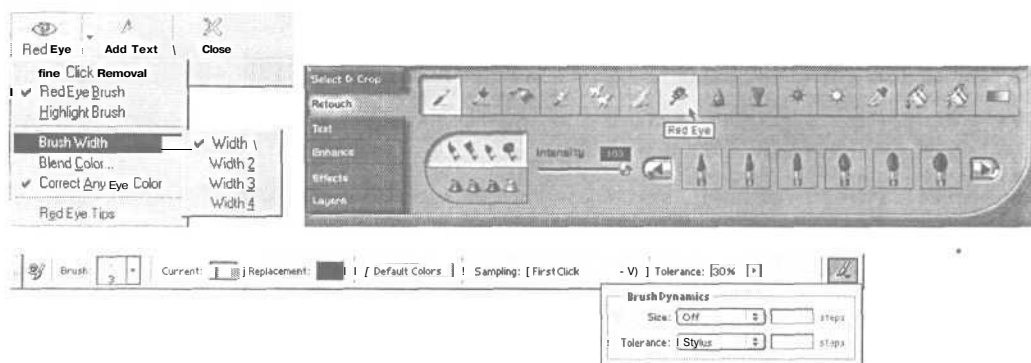 Red Eye Add Text \ Close
fine Click Removal
Red Eye Brush
Highlight Brush
Brush Width
Blend Color...
Correct Any Eye Color
Red Eye Tips
Width \
Width 2
Width 3
Width 4
Select & Crop
Retouch
Text
Enhance
Effects
Layers
Red Eye
Intensity 100
Brush: Current: Replacement: Default Colors Sampling: [ First Click - V) ] Tolerance: 30%
Brush Dynamics
Size: Off steps
Tolerance: Stylus steps